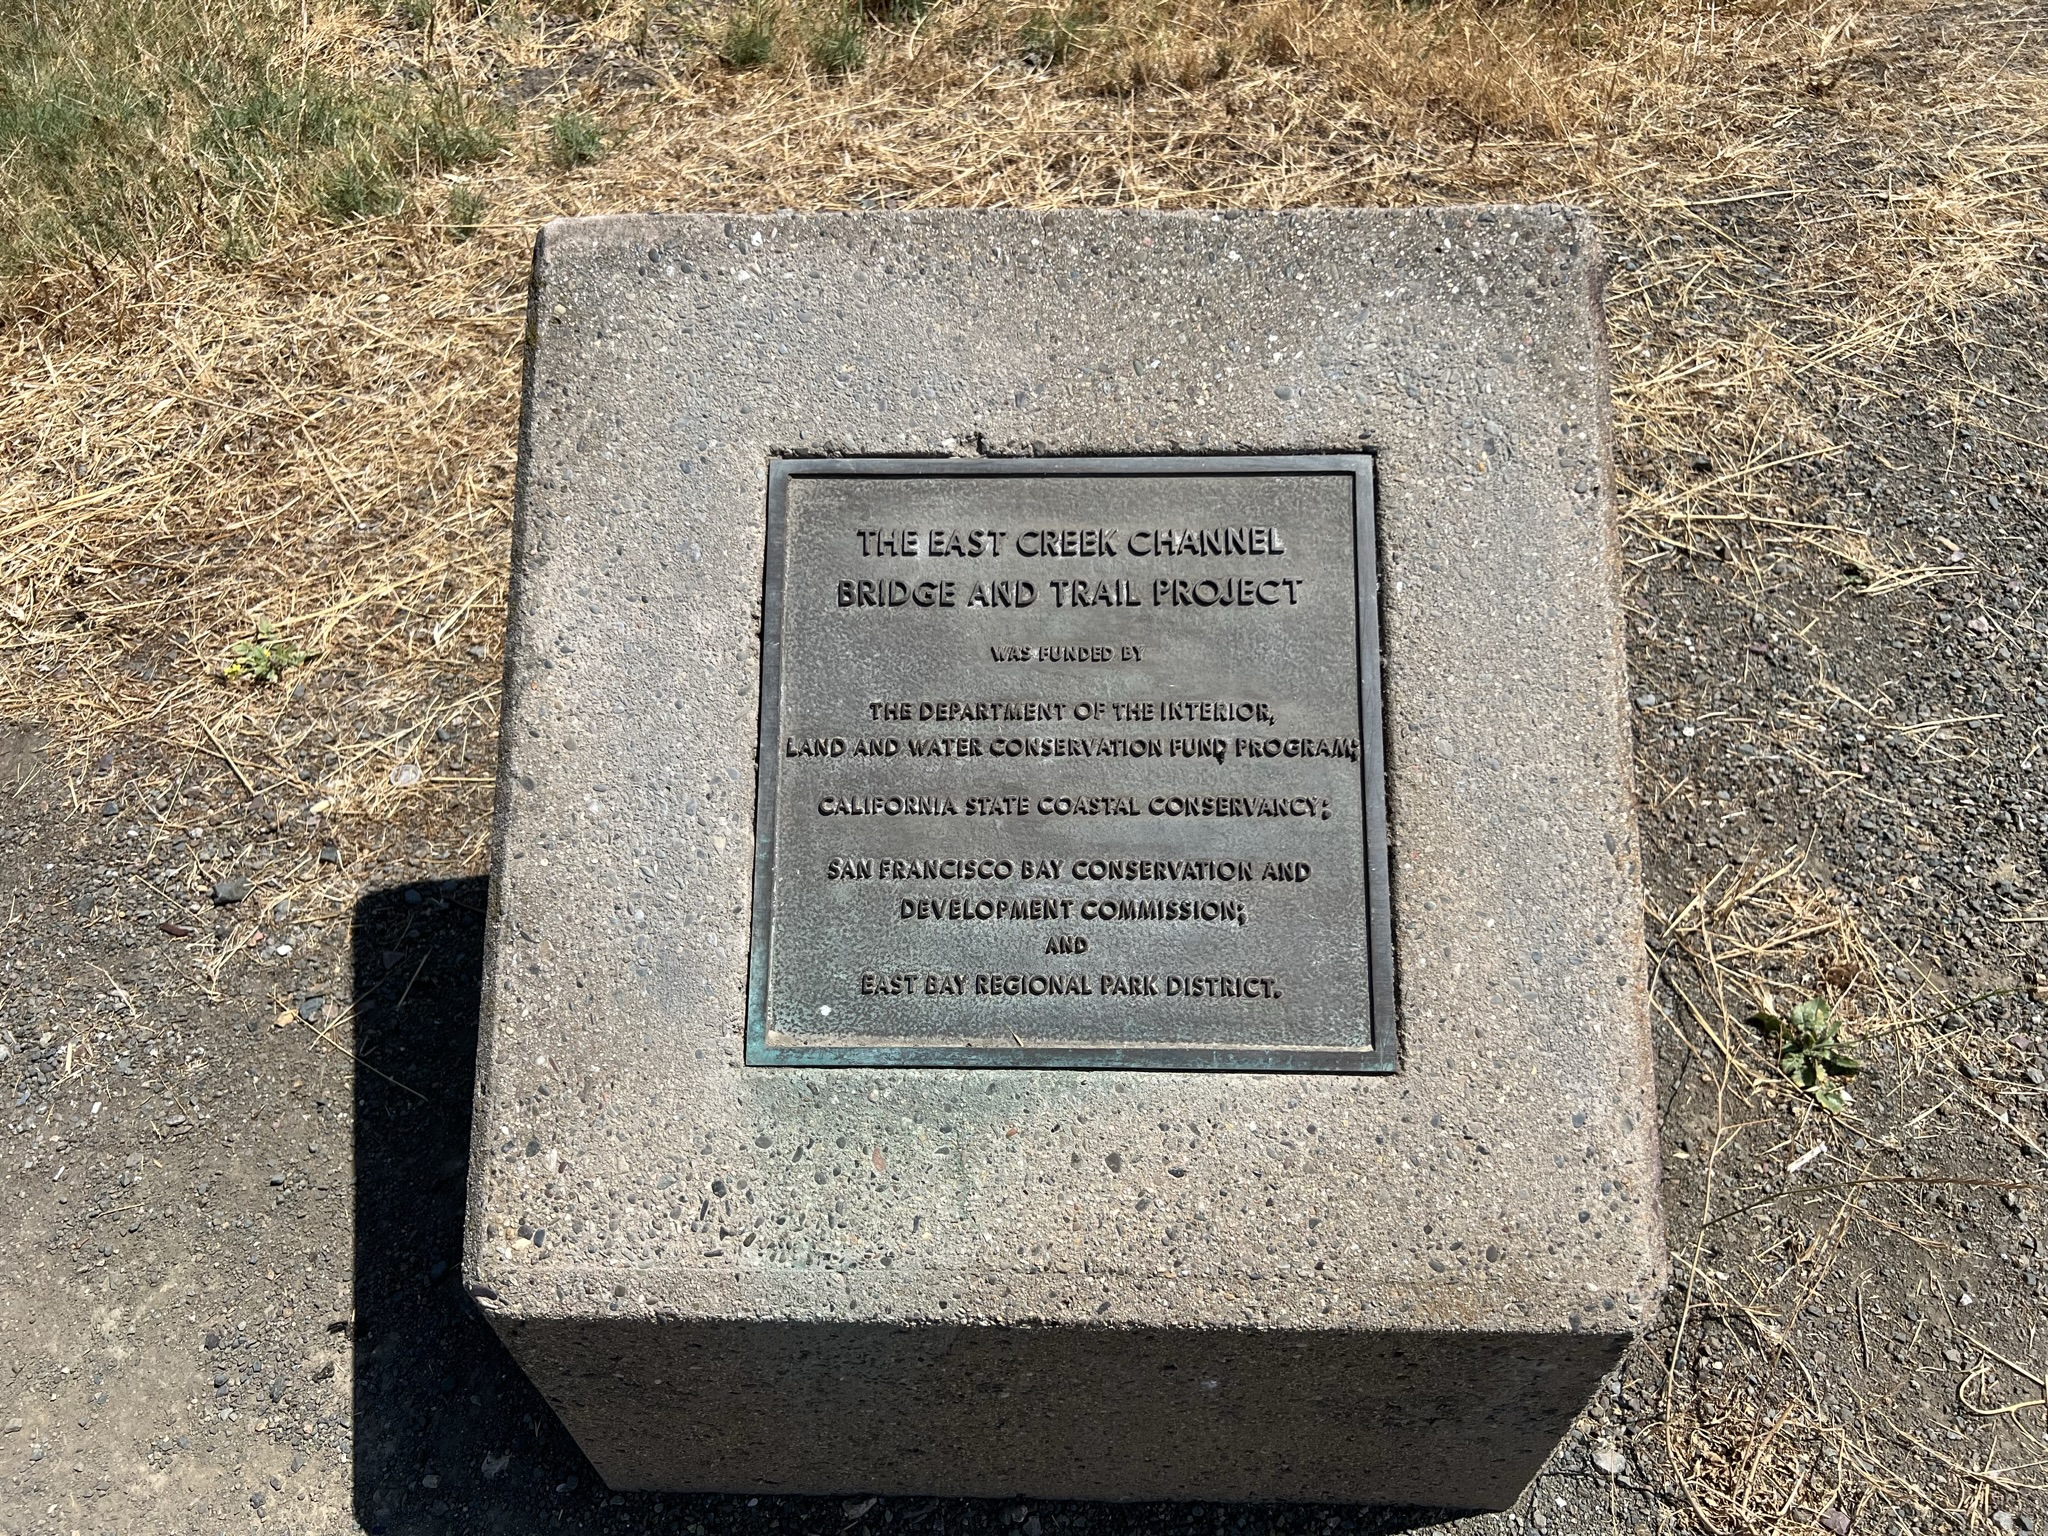 THE EAST CREEK CHANNEL
BRIDGE AND TRAIL PROJECT
WAS FUNDED BY
THE DEPARTMENT OF THE INTERIOR,
LAND AND WATER CONSERVATION FUND PROGRAM;
CALIFORNIA STATE COASTAL CONSERVANCY;
SAN FRANCISCO BAY CONSERVATION AND
DEVELOPMENT COMMISSION;
AND
EAST BAY REGIONAL PARK DISTRICT.